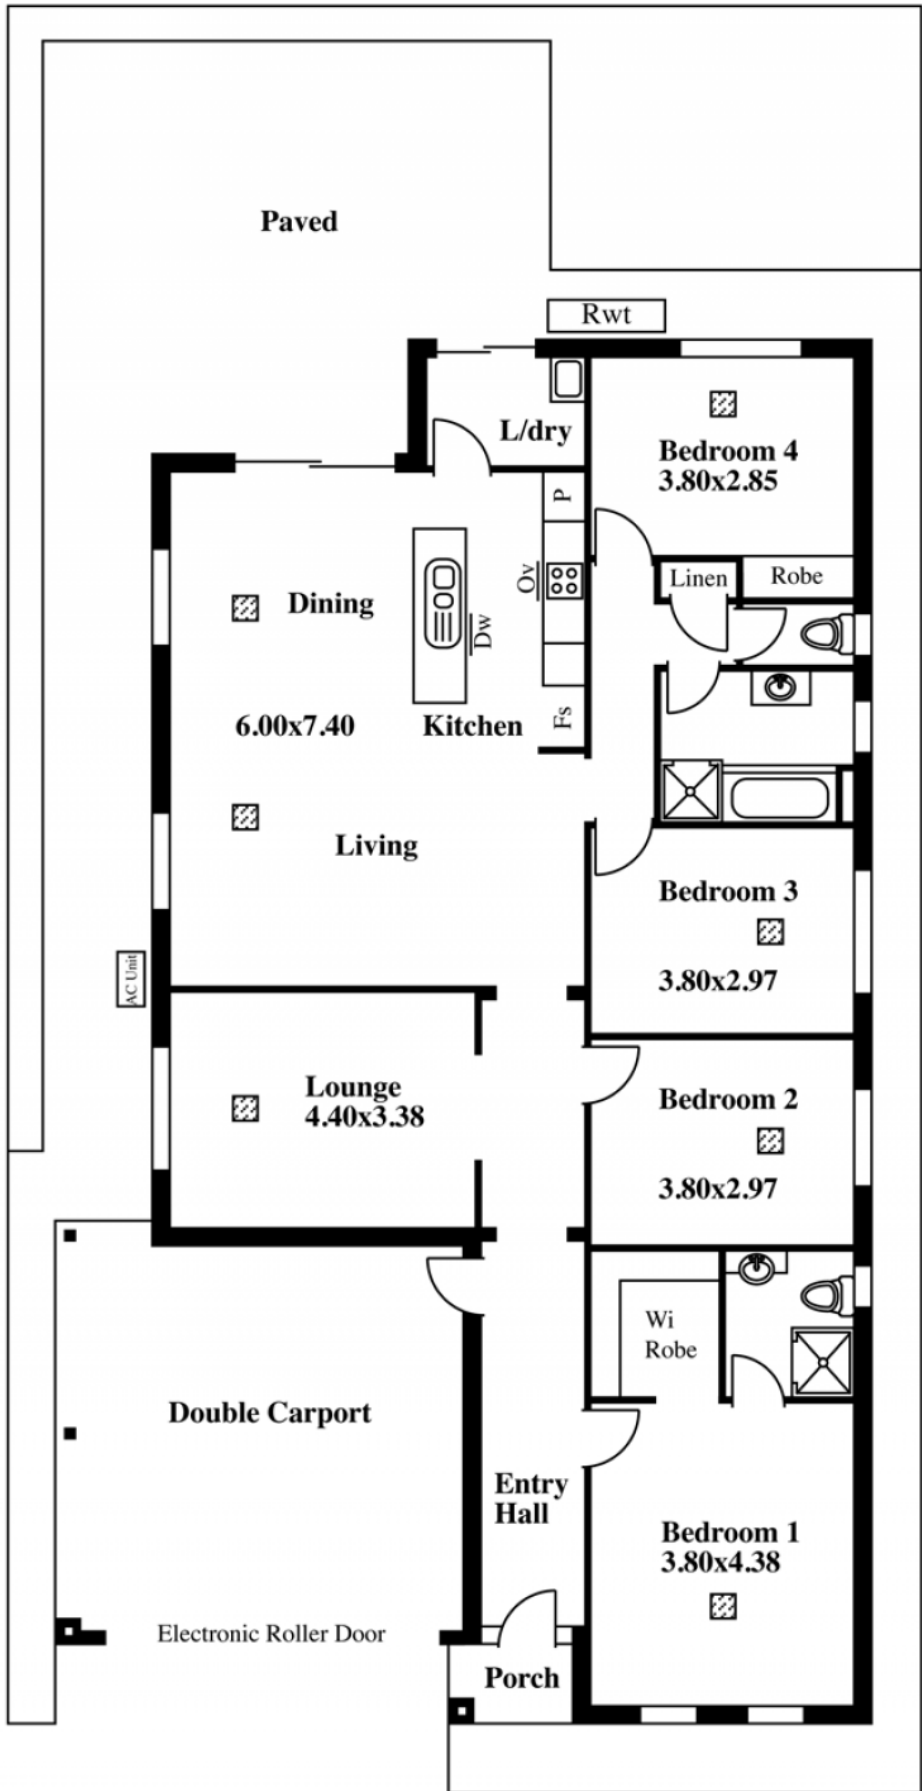 Paved
Rwt
L/dry
Bedroom 4
3.80x2.85
P
Ov
Linen
Robe
Dining
Dw
6.00x7.40
Kitchen
Fs
Living
Bedroom 3
3.80x2.97
AC Unit
Lounge
4.40x3.38
Bedroom 2
3.80x2.97
Wi
Robe
Double Carport
Entry
Hall
Bedroom 1
3.80x4.38
Electronic Roller Door
Porch